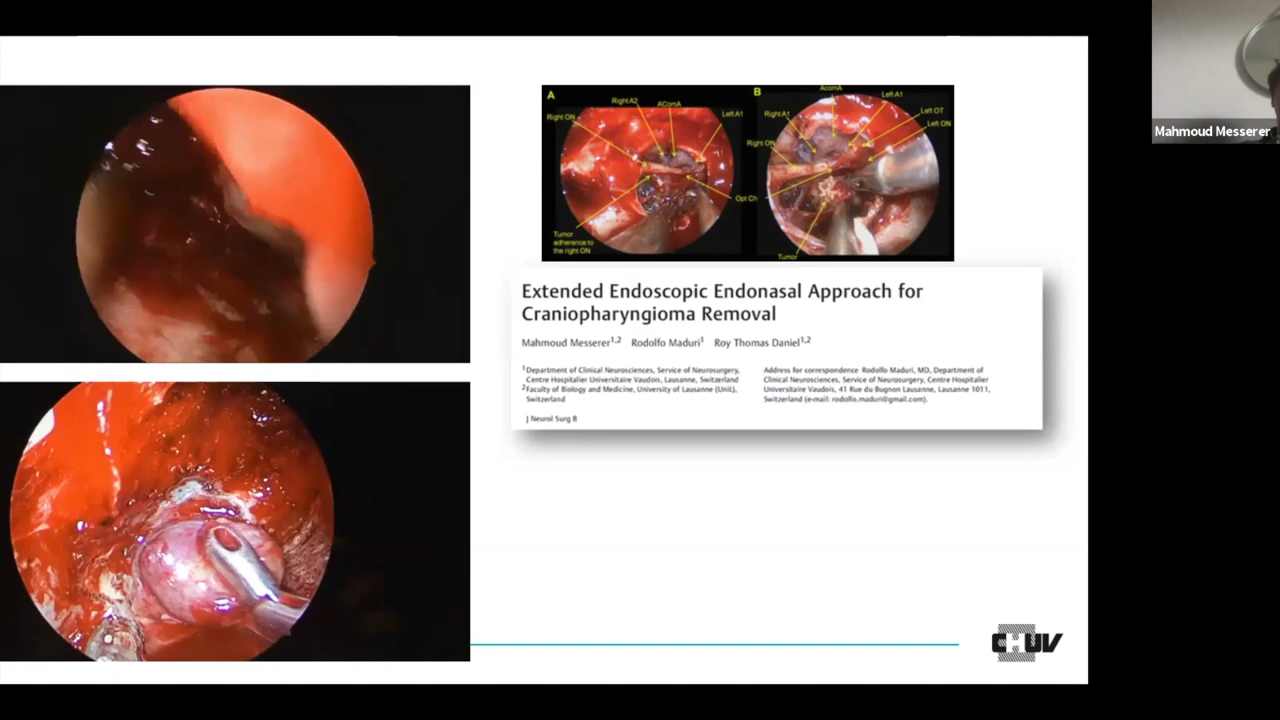 A
Right A2
AComA
Left A1
Right ON
Tumor
adherence to
the right ON
B
AcomA
Left A1
Right A1
Left OT
Left ON
Right ON
Opt Ch
Tumor
Mahmoud Messerer
Extended Endoscopic Endonasal Approach for
Craniopharyngioma Removal
Mahmoud Messerer1,2 Rodolfo Maduri1 Roy Thomas Daniel1,2
1Department of Clinical Neurosciences, Service of Neurosurgery,
Centre Hospitalier Universitaire Vaudois, Lausanne, Switzerland
2Faculty of Biology and Medicine, University of Lausanne (UniL),
Switzerland
Address for correspondence Rodolfo Maduri, MD, Department of
Clinical Neurosciences, Service of Neurosurgery, Centre Hospitalier
Universitaire Vaudois, 41 Rue du Bugnon Lausanne, Lausanne 1011,
Switzerland (e-mail: rodolfo.maduri@gmail.com).
J Neurol Surg B
CHUV